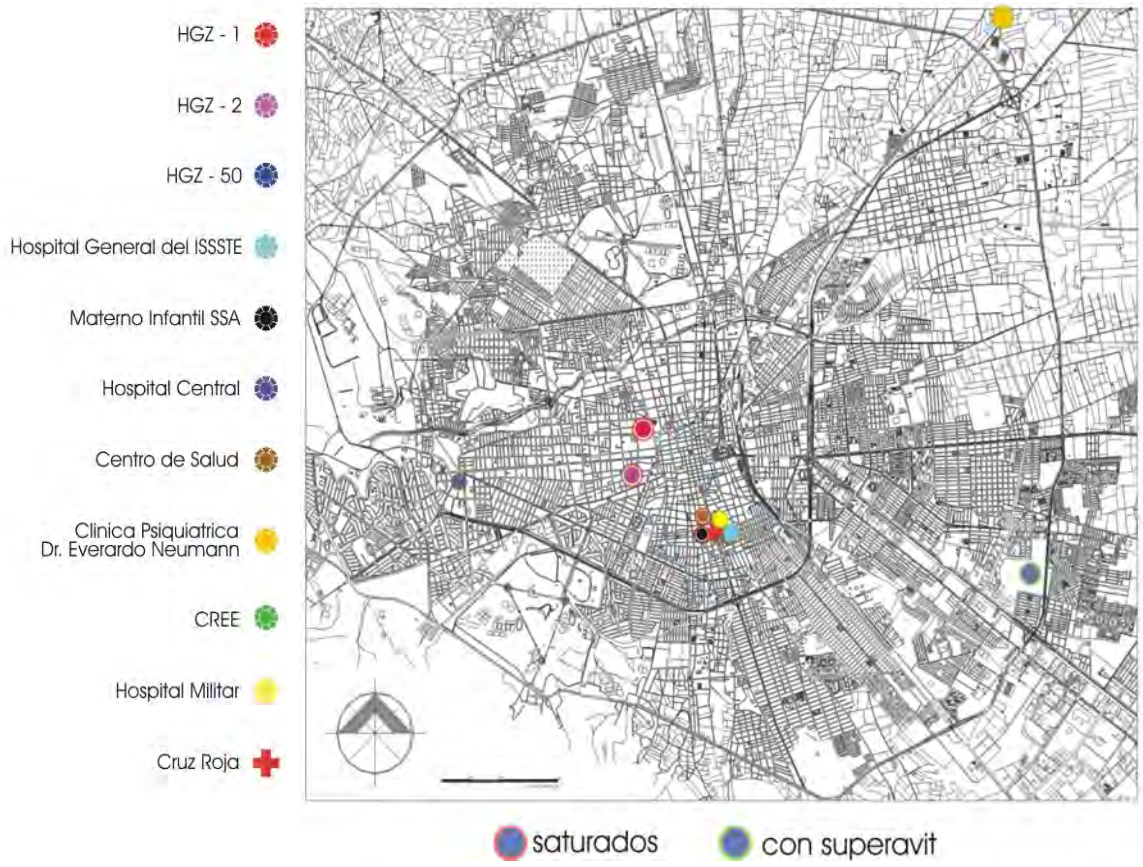 HGZ - 1
HGZ - 2
HGZ - 50
Hospital General del ISSSTE
Materno Infantil SSA
Hospital Central
Centro de Salud
Clinica Psiquiatrica
Dr. Everardo Neumann
CREE
Hospital Militar
Cruz Roja
saturados
con superavit